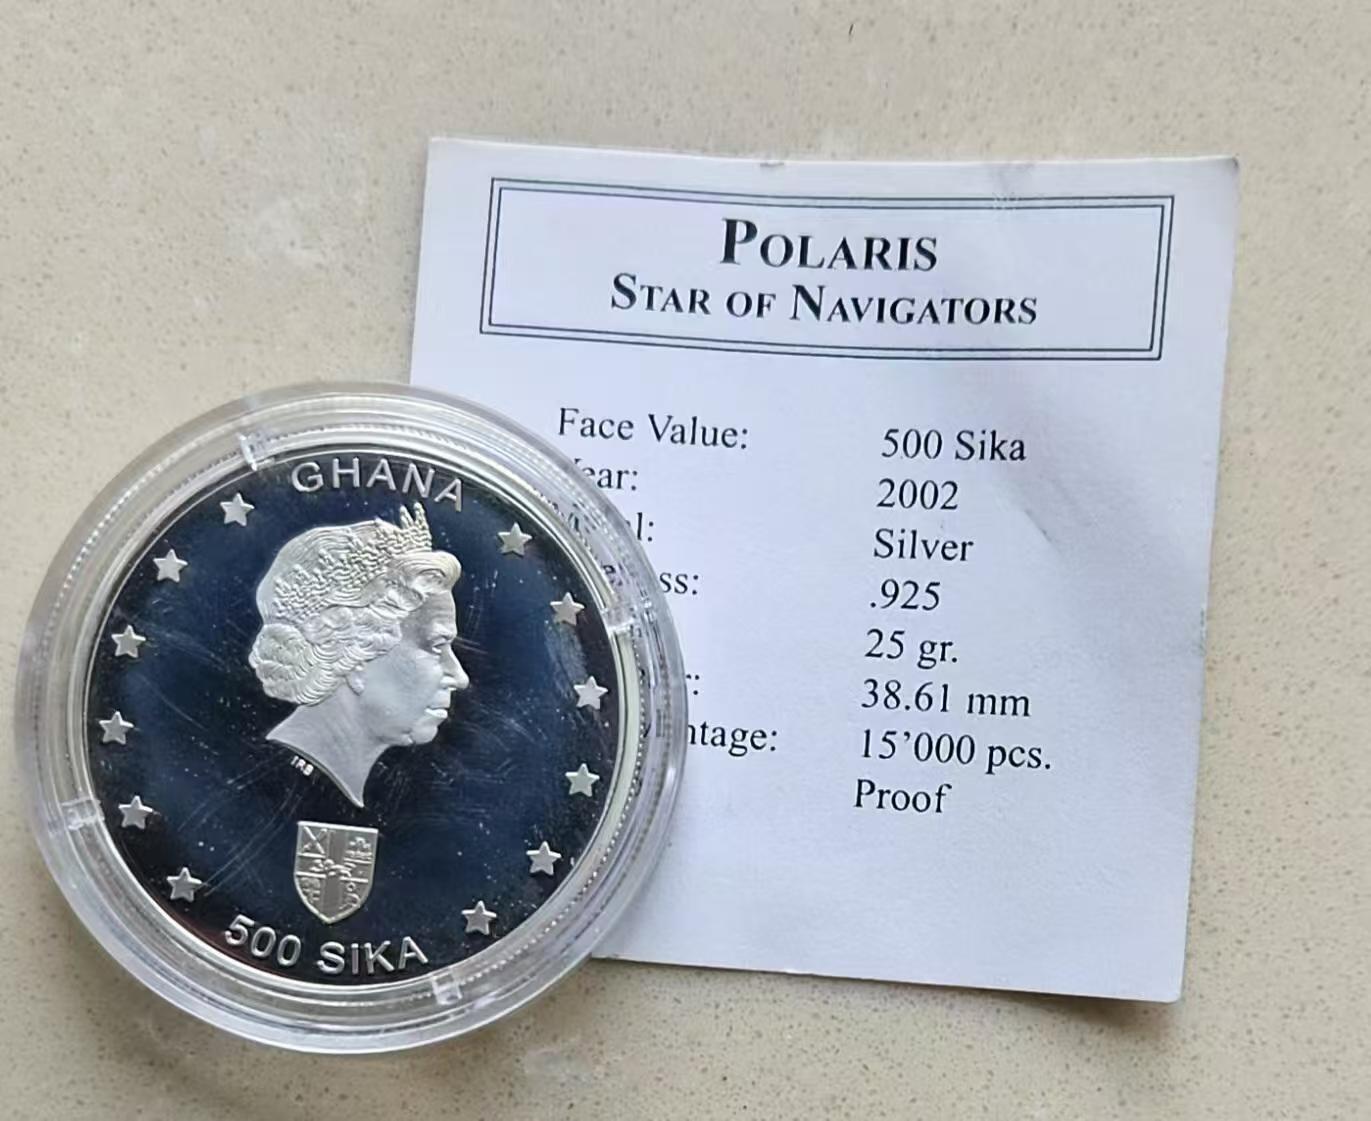 POLARIS
STAR OF NAVIGATORS
Face Value: 500 Sika
2002
Silver
.925
25 gr.
38.61 mm
15’000 pcs.
Proof
GHANA
IRB
500 SIKA